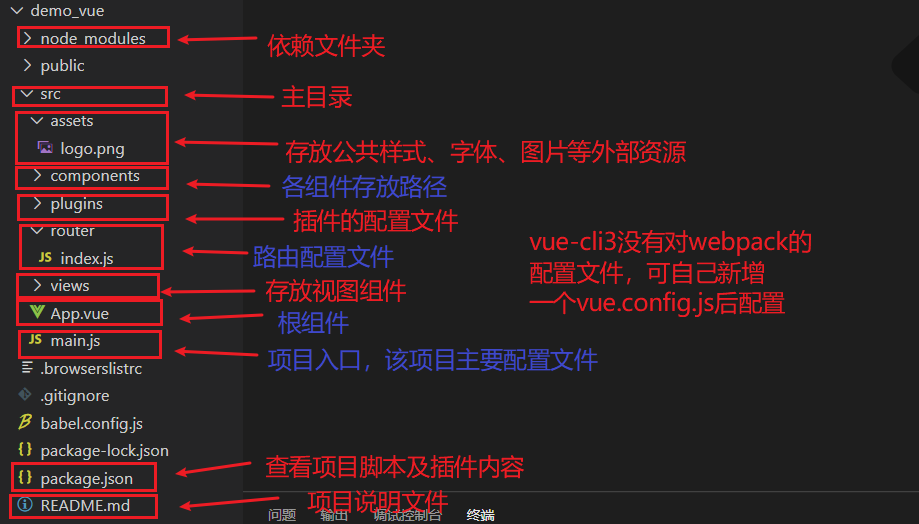 demo_vue
node_modules
依赖文件夹
public
src
主目录
assets
logo.png
存放公共样式、字体、图片等外部资源
components
各组件存放路径
plugins
插件的配置文件
router
JS index.js
路由配置文件
views
存放视图组件
App.vue
根组件
JS main.js
项目入口，该项目主要配置文件
vue-cli3没有对webpack的
配置文件，可自己新增
一个vue.config.js后配置
.browserslistrc
.gitignore
babel.config.js
{} package-lock.json
{} package.json
查看项目脚本及插件内容
README.md
项目说明文件
问题 输出 调试控制台 终端